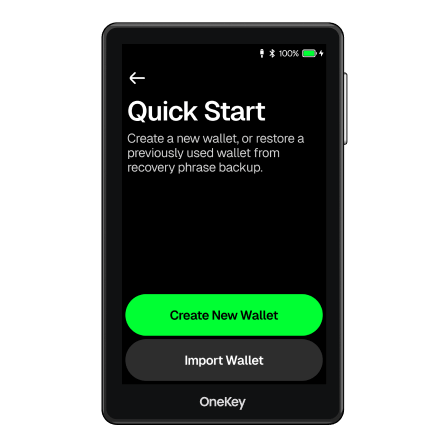 100%
Quick Start
Create a new wallet, or restore a
previously used wallet from
recovery phrase backup.
Create New Wallet
Import Wallet
OneKey